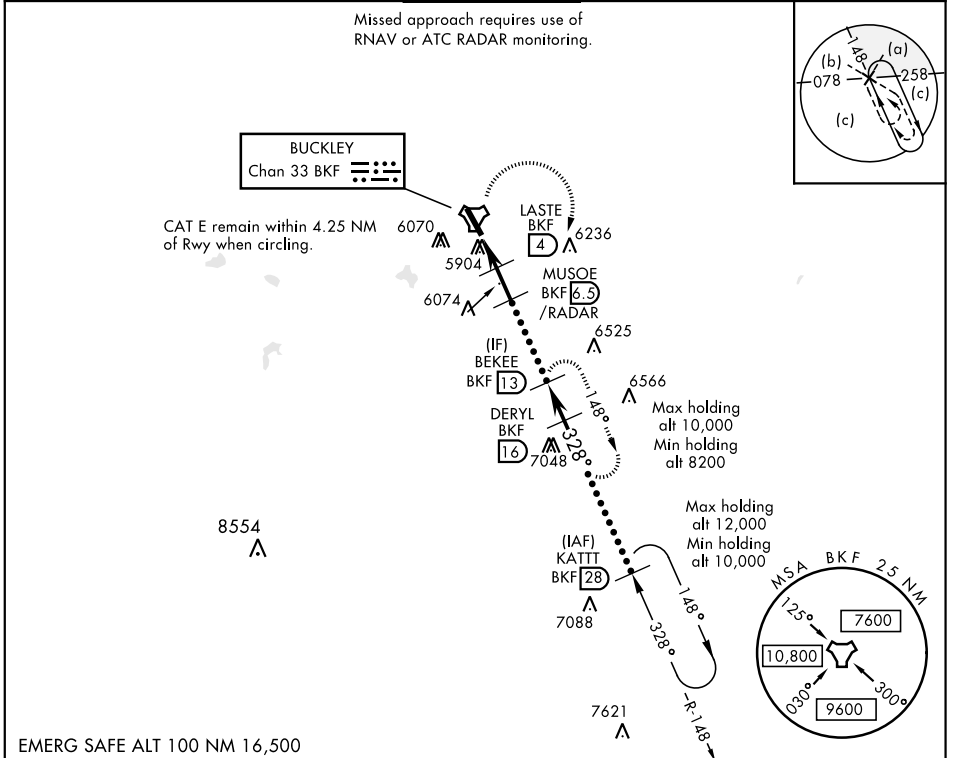 Missed approach requires use of
RNAV or ATC RADAR monitoring.
148
(a)
(b)
078
258
(c)
(c)
BUCKLEY
Chan 33 BKF
CAT E remain within 4.25 NM
of Rwy when circling.
6070
5904
LASTE
BKF
4
6236
6074
MUSOE
BKF 6.5
/RADAR
6525
(IF)
BEKEE
BKF 13
148°
6566
DERYL
BKF
16
7048
328°
Max holding
alt 10,000
Min holding
alt 8200
8554
Max holding
alt 12,000
Min holding
alt 10,000
(IAF)
KATTT
BKF 28
7088
148°
328°
R-148
7621
MSA BKF 25 NM
125°
7600
10,800
030°
300°
9600
EMERG SAFE ALT 100 NM 16,500